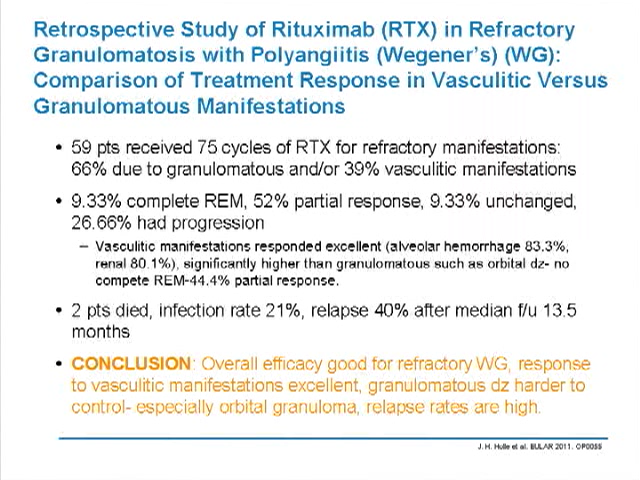 Retrospective Study of Rituximab (RTX) in Refractory
Granulomatosis with Polyangiitis (Wegener's) (WG):
Comparison of Treatment Response in Vasculitic Versus
Granulomatous Manifestations
• 59 pts received 75 cycles of RTX for refractory manifestations:
66% due to granulomatous and/or 39% vasculitic manifestations
• 9.33% complete REM, 52% partial response, 9.33% unchanged,
26.66% had progression
– Vasculitic manifestations responded excellent (alveolar hemorrhage 83.3%,
renal 80.1%), significantly higher than granulomatous such as orbital dz- no
compete REM-44.4% partial response.
• 2 pts died, infection rate 21%, relapse 40% after median f/u 13.5
months
• CONCLUSION: Overall efficacy good for refractory WG, response
to vasculitic manifestations excellent, granulomatous dz harder to
control- especially orbital granuloma, relapse rates are high.
J. H. Hulle et al. EULAR 2011. OP0055